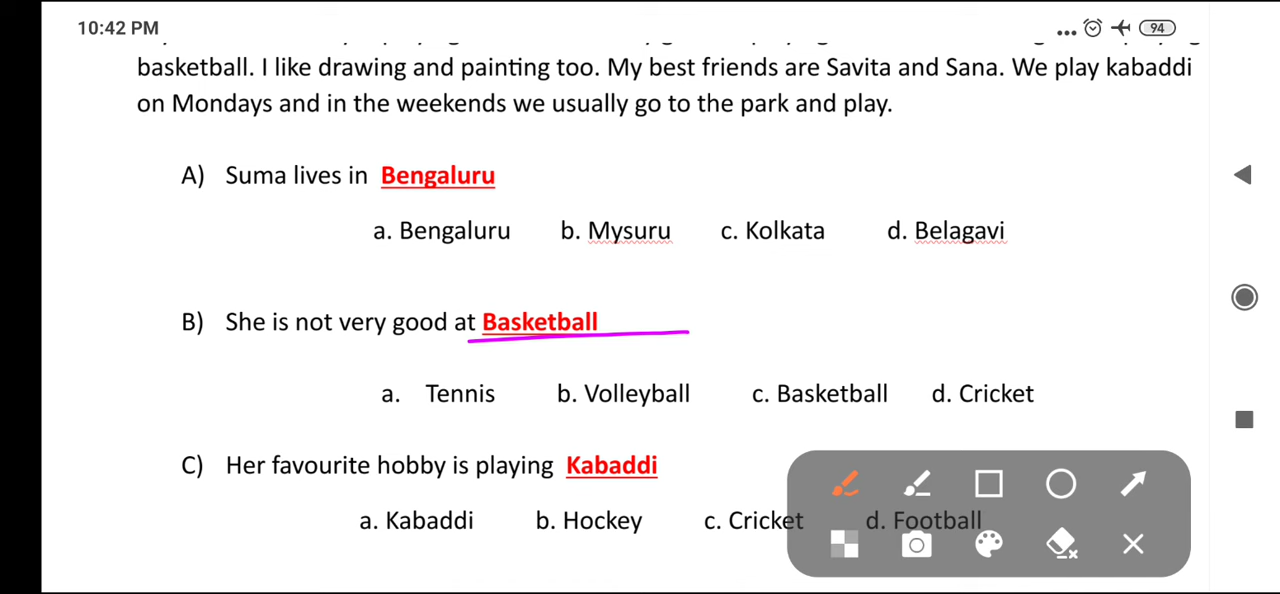 10:42 PM
94
basketball. I like drawing and painting too. My best friends are Savita and Sana. We play kabaddi
on Mondays and in the weekends we usually go to the park and play.
A) Suma lives in Bengaluru
a. Bengaluru b. Mysuru c. Kolkata d. Belagavi
B) She is not very good at Basketball
a. Tennis b. Volleyball c. Basketball d. Cricket
C) Her favourite hobby is playing Kabaddi
a. Kabaddi b. Hockey c. Cricket d. Football